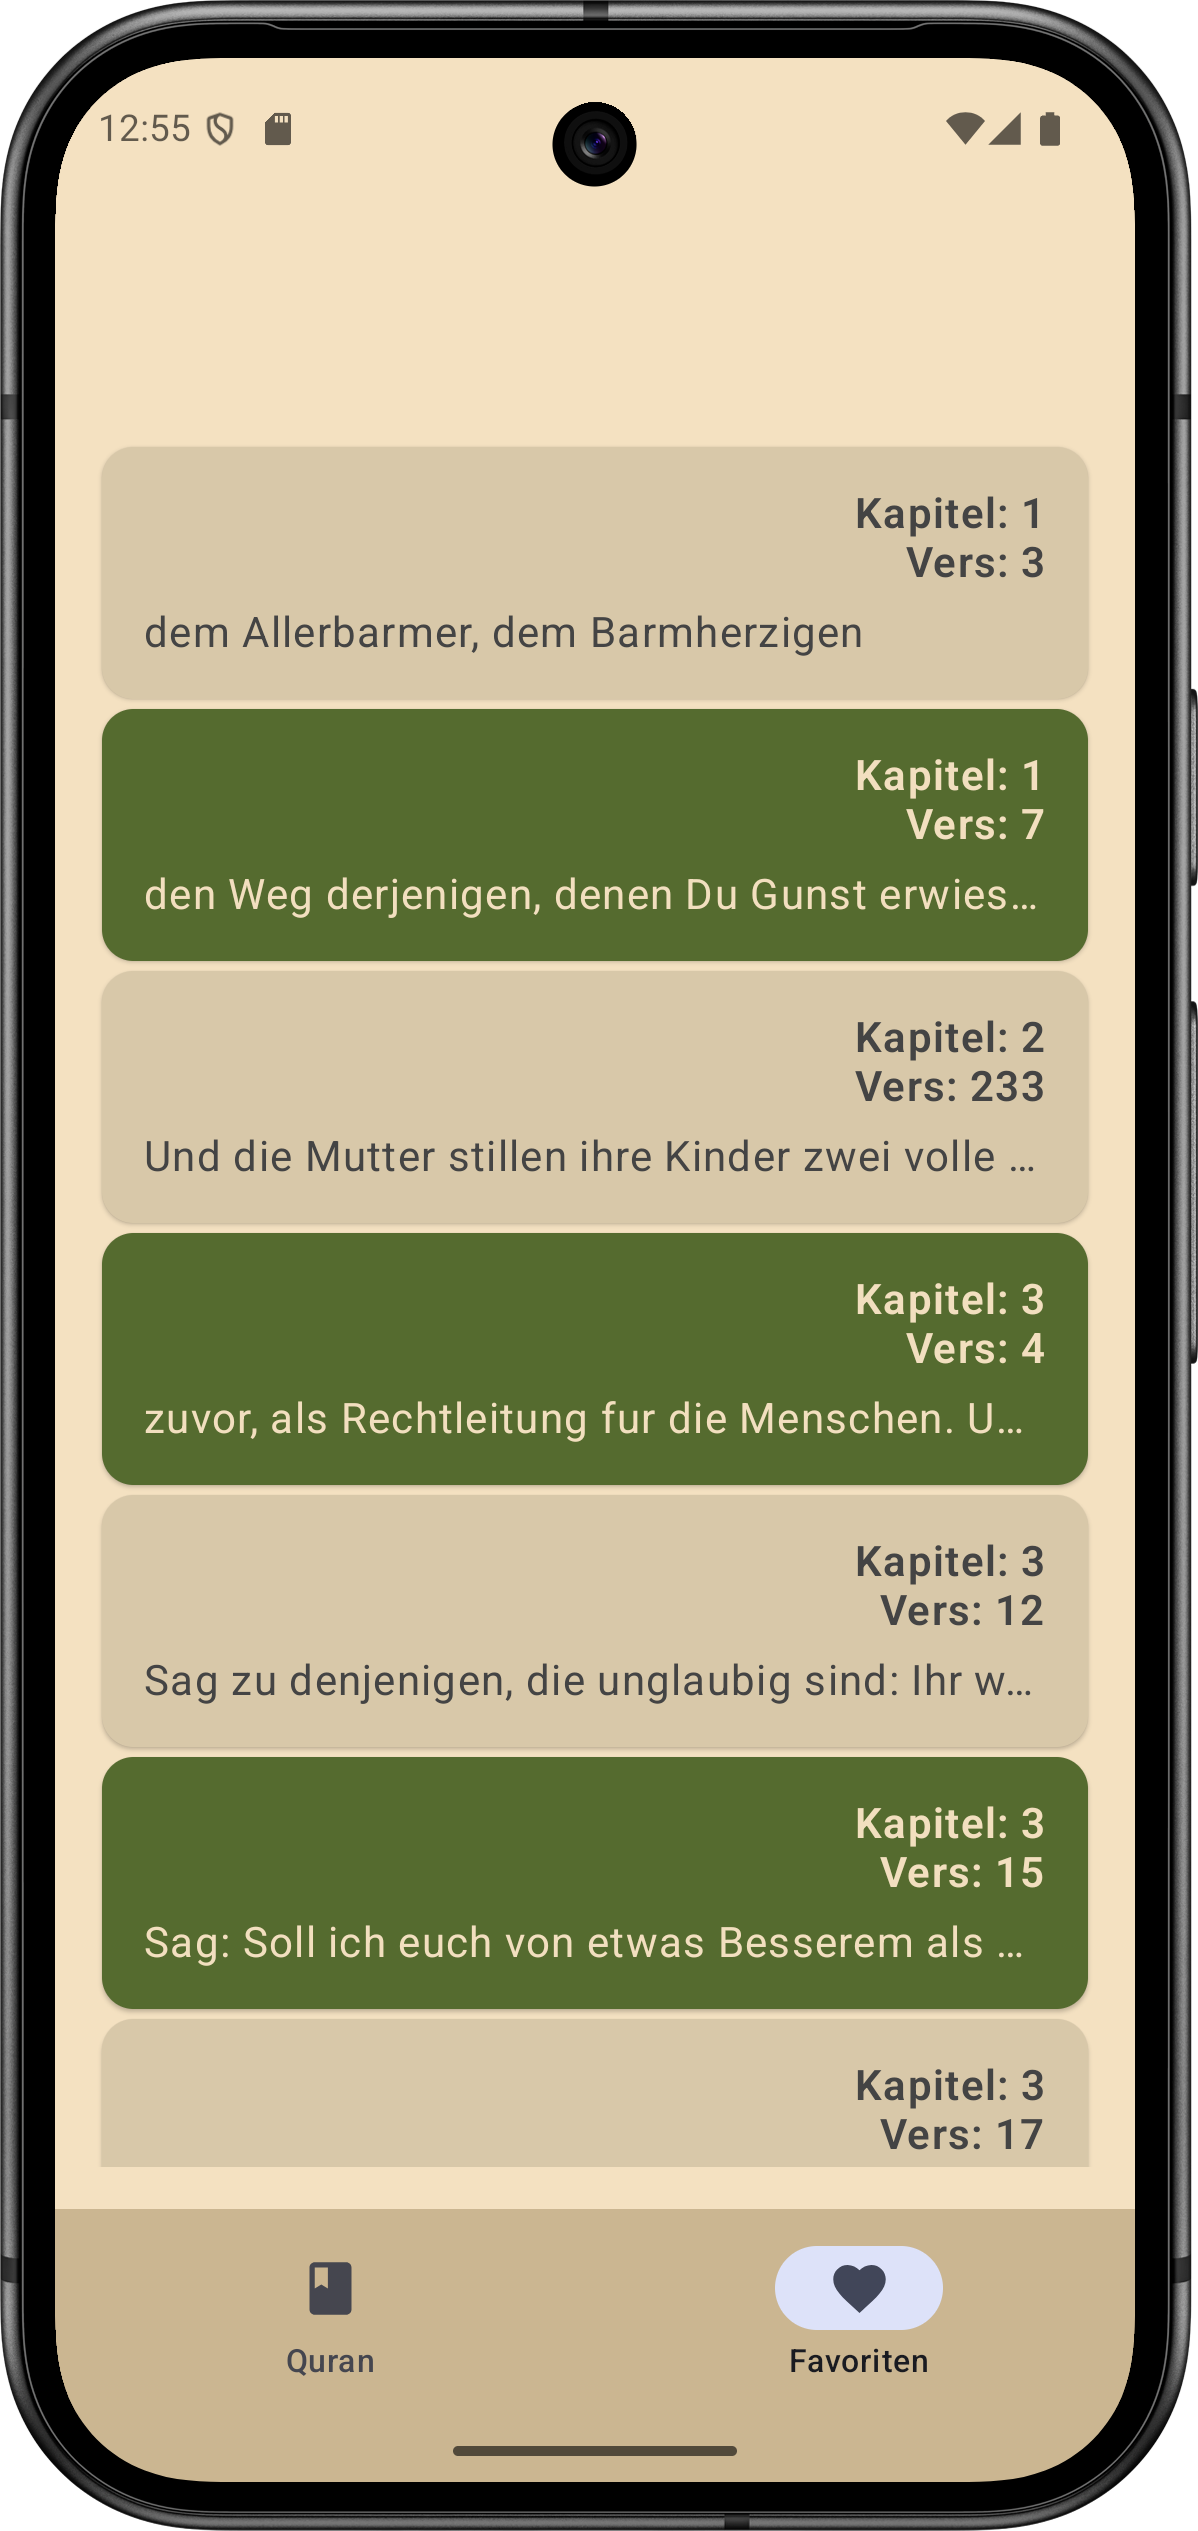 12:55
Kapitel: 1
Vers: 3
dem Allerbarmer, dem Barmherzigen
Kapitel: 1
Vers: 7
den Weg derjenigen, denen Du Gunst erwies…
Kapitel: 2
Vers: 233
Und die Mutter stillen ihre Kinder zwei volle …
Kapitel: 3
Vers: 4
zuvor, als Rechtleitung fur die Menschen. U…
Kapitel: 3
Vers: 12
Sag zu denjenigen, die unglaubig sind: Ihr w…
Kapitel: 3
Vers: 15
Sag: Soll ich euch von etwas Besserem als …
Kapitel: 3
Vers: 17
Quran
Favoriten